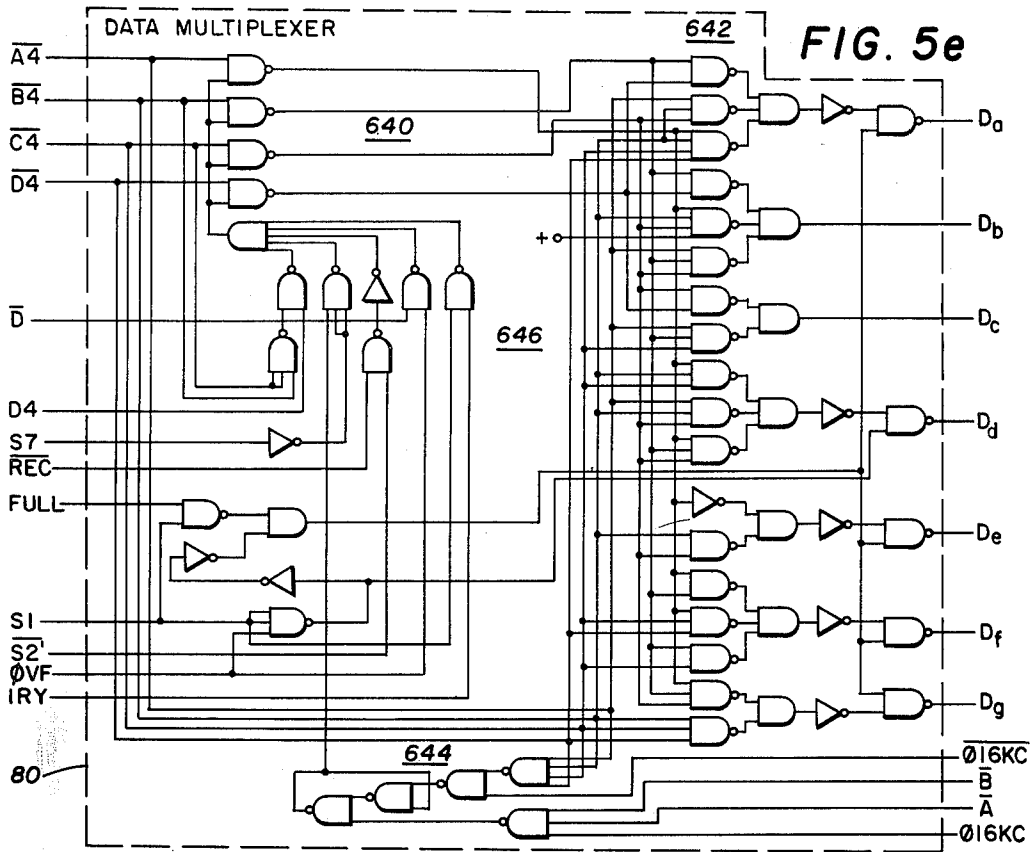 DATA MULTIPLEXER
642
FIG. 5e
A4
B4
640
C4
D4
+
D
646
D4
S7
REC
FULL
S1
S2'
ØVF
IRY
644
80
Da
Db
Dc
Dd
De
Df
Dg
Ø16KC
B
A
Ø16KC